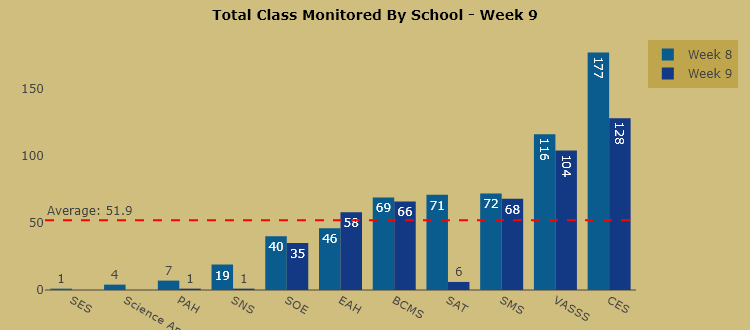 Total Class Monitored By School - Week 9
Week 8
Week 9
150
100
50
0
Average: 51.9
1
4
7
1
19
1
40
35
46
58
69
66
71
6
72
68
116
104
177
128
SES
Science
PAH
SNS
SOE
EAH
BCMS
SAT
SMS
VASSS
CES